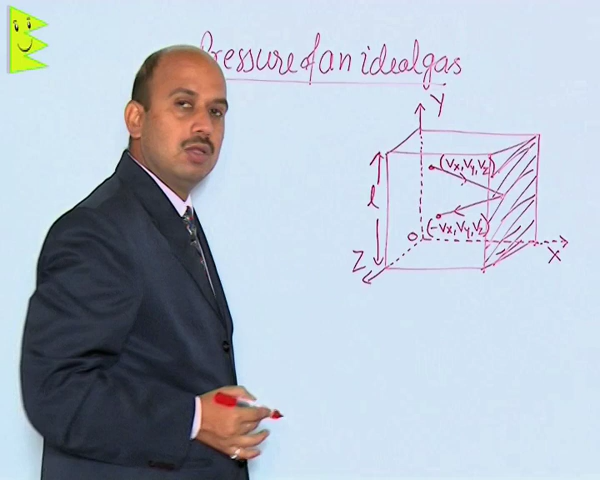 Pressure of an ideal gas
Y
(Vx, Vy, Vz)
l
(-Vx, Vy, Vz)
O
Z
X